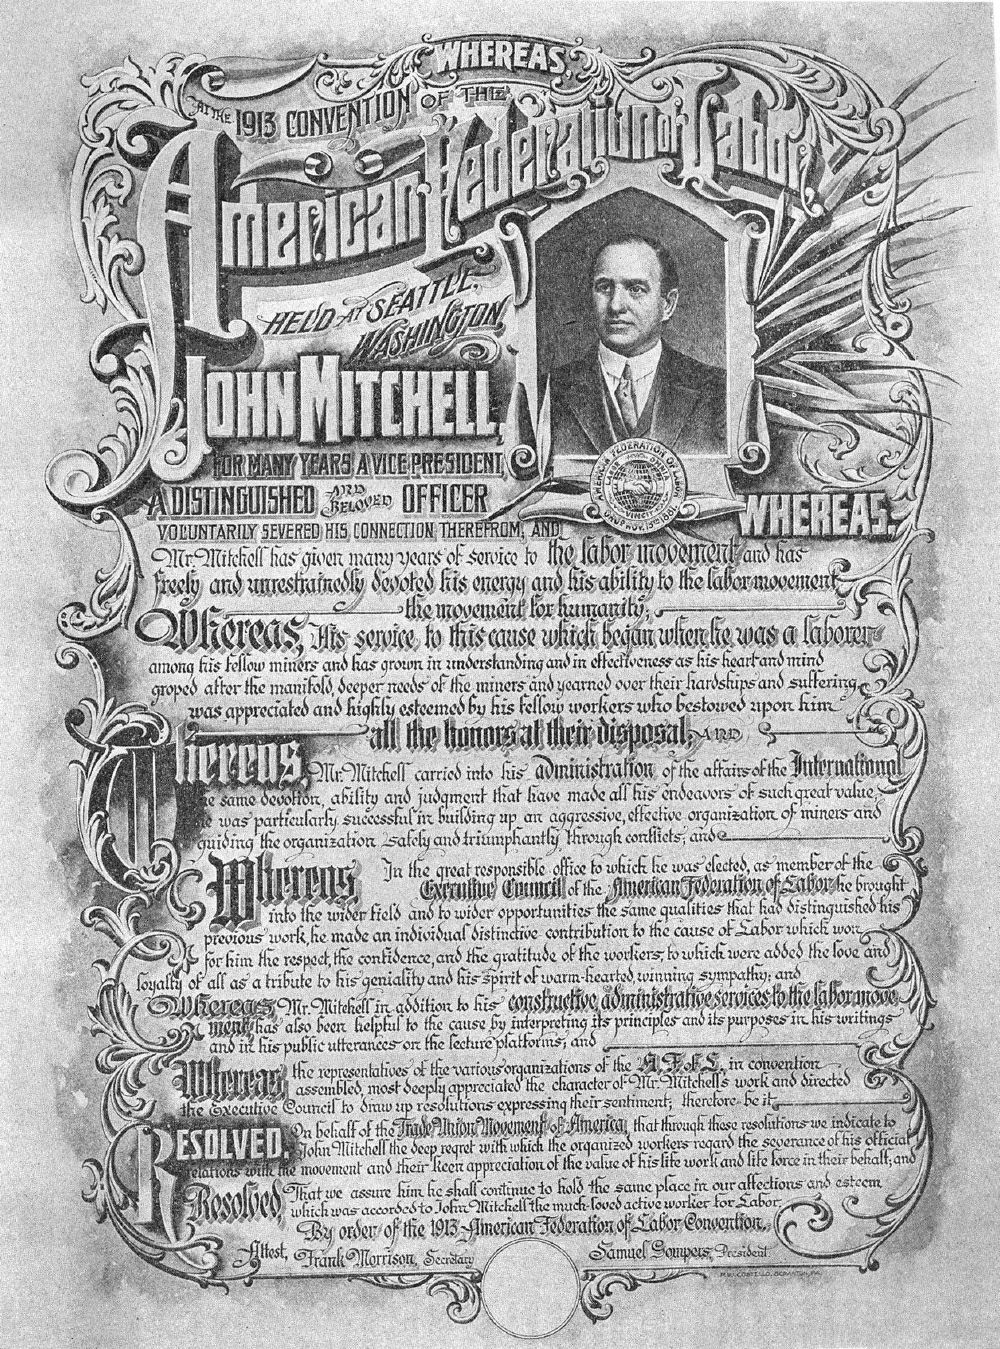 WHEREAS,
AT THE 1913 CONVENTION OF THE
American Federation of Labor,
HELD AT SEATTLE,
WASHINGTON,
JOHN MITCHELL,
FOR MANY YEARS A VICE PRESIDENT,
A DISTINGUISHED AND BELOVED OFFICER
VOLUNTARILY SEVERED HIS CONNECTION THEREFROM; AND
AMERICAN FEDERATION OF LABOR
ORG. NOV. 15TH 1881.
WHEREAS,
Mr. Mitchell has given many years of service to the labor movement and has
freely and unrestrainedly devoted his energy and his ability to the labor movement
the movement for humanity;
Whereas, His service to this cause which began when he was a laborer
among his fellow miners and has grown in understanding and in effectiveness as his heart and mind
groped after the manifold, deeper needs of the miners and yearned over their hardships and suffering,
was appreciated and highly esteemed by his fellow workers who bestowed upon him
all the honors at their disposal, AND
Whereas, Mr. Mitchell carried into his administration of the affairs of the International
the same devotion, ability and judgment that have made all his endeavors of such great value,
he was particularly successful in building up an aggressive, effective organization of miners and
guiding the organization safely and triumphantly through conflicts; and
Whereas, In the great responsible office to which he was elected, as member of the
Executive Council of the American Federation of Labor he brought
into the wider field and to wider opportunities the same qualities that had distinguished his
previous work, he made an individual distinctive contribution to the cause of Labor which won
for him the respect, the confidence, and the gratitude of the workers; to which were added the love and
loyalty of all as a tribute to his geniality and his spirit of warm-hearted, winning sympathy; and
Whereas Mr. Mitchell in addition to his constructive administrative services to the labor move
ment, has also been helpful to the cause by interpreting its principles and its purposes in his writings
and in his public utterances on the lecture platforms; and
Whereas, the representatives of the various organizations of the A. F. of L. in convention
assembled, most deeply appreciated the character of Mr. Mitchell's work and directed
the Executive Council to draw up resolutions expressing their sentiment; therefore be it
RESOLVED, On behalf of the Trade Union Movement of America, that through these resolutions we indicate to
John Mitchell the deep regret with which the organized workers regard the severance of his official
relations with the movement and their keen appreciation of the value of his life work and life force in their behalf; and
Resolved, That we assure him he shall continue to hold the same place in our affections and esteem
which was accorded to John Mitchell the much-loved active worker for Labor.
By order of the 1913 American Federation of Labor Convention.
Attest, Frank Morrison, Secretary Samuel Gompers, President